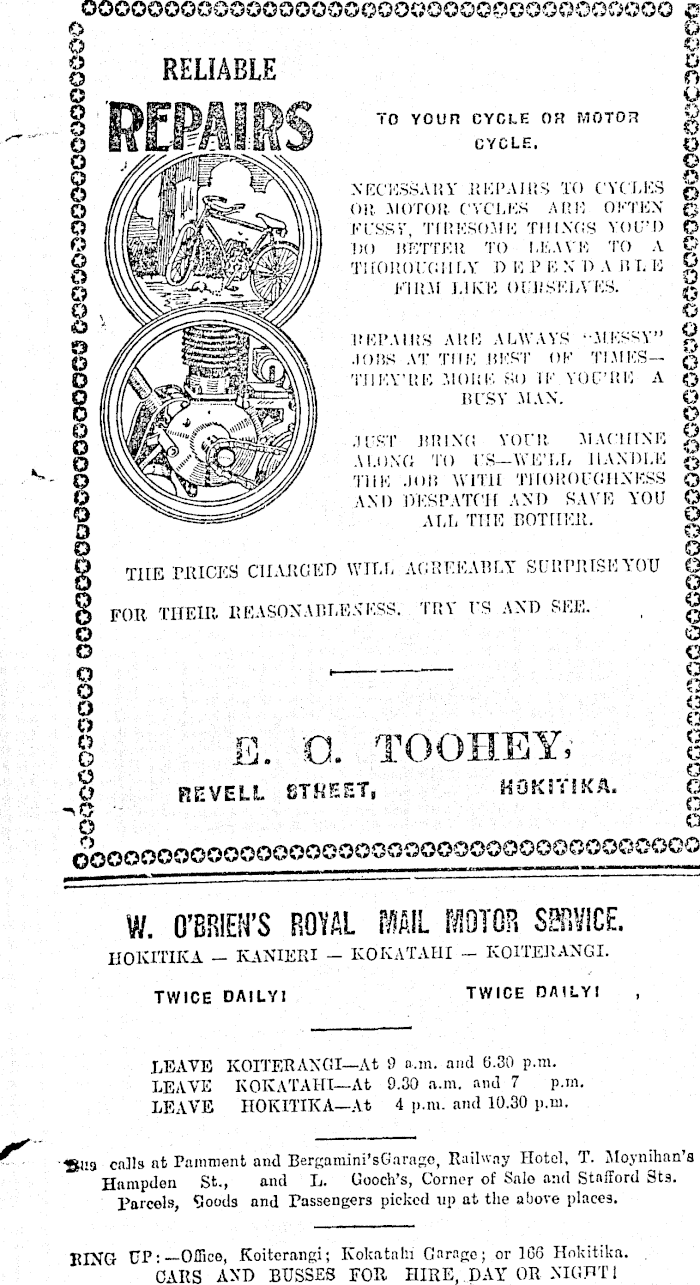 RELIABLE
REPAIRS
TO YOUR CYCLE OR MOTOR
CYCLE.
NECESSARY REPAIRS TO CYCLES
OR MOTOR CYCLES ARE OFTEN
FUSSY, TIRESOME THINGS YOU'D
DO BETTER TO LEAVE TO A
THOROUGHLY DEPENDABLE
FIRM LIKE OURSELVES.
REPAIRS ARE ALWAYS "MESSY"
JOBS AT THE BEST OF TIMES—
THEY'RE MORE SO IF YOU'RE A
BUSY MAN.
JUST BRING YOUR MACHINE
ALONG TO US—WE'LL HANDLE
THE JOB WITH THOROUGHNESS
AND DESPATCH AND SAVE YOU
ALL THE BOTHER.
THE PRICES CHARGED WILL AGREEABLY SURPRISE YOU
FOR THEIR REASONABLENESS. TRY US AND SEE.
E. C. TOOHEY,
REVELL STREET, HOKITIKA.
W. O'BRIEN'S ROYAL MAIL MOTOR SERVICE.
HOKITIKA — KANIERI — KOKATAHI — KOITERANGI.
TWICE DAILY! TWICE DAILY!
LEAVE KOITERANGI—At 9 a.m. and 6.30 p.m.
LEAVE KOKATAHI—At 9.30 a.m. and 7 p.m.
LEAVE HOKITIKA—At 4 p.m. and 10.30 p.m.
Bus calls at Pamment and Bergamini'sGarage, Railway Hotel, T. Moynihan's
Hampden St., and L. Gooch's, Corner of Sale and Stafford Sts.
Parcels, Goods and Passengers picked up at the above places.
RING UP:—Office, Koiterangi; Kokatahi Garage; or 166 Hokitika.
CARS AND BUSSES FOR HIRE, DAY OR NIGHT!